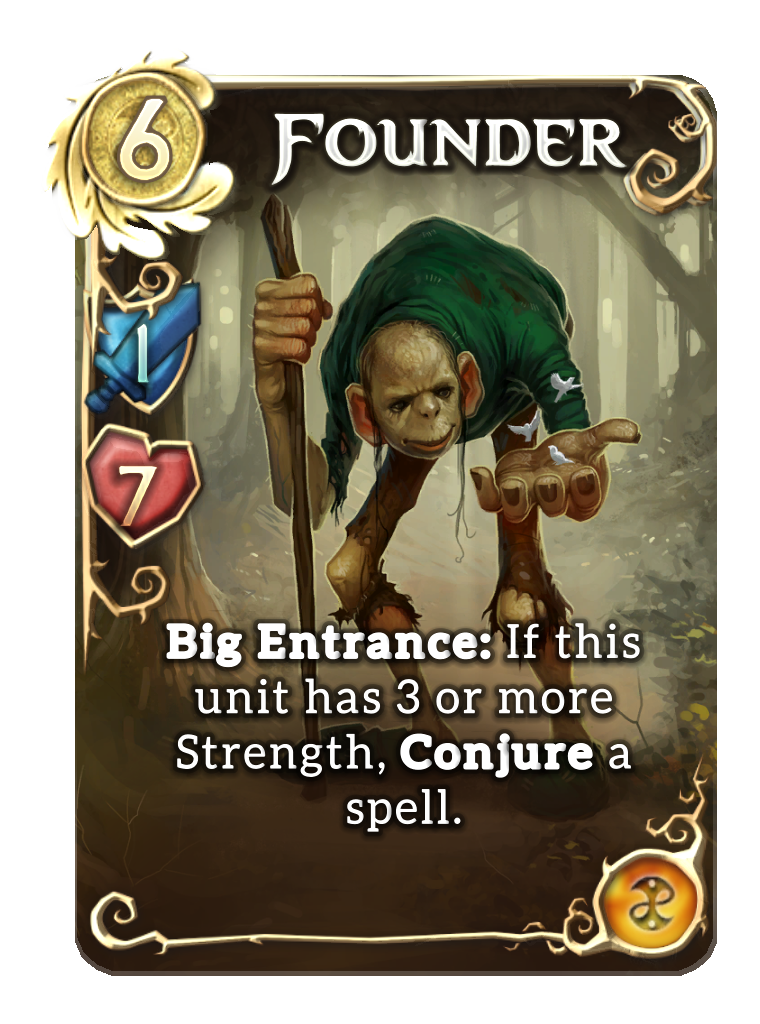 6
FOUNDER
1
7
Big Entrance: If this
unit has 3 or more
Strength, Conjure a
spell.